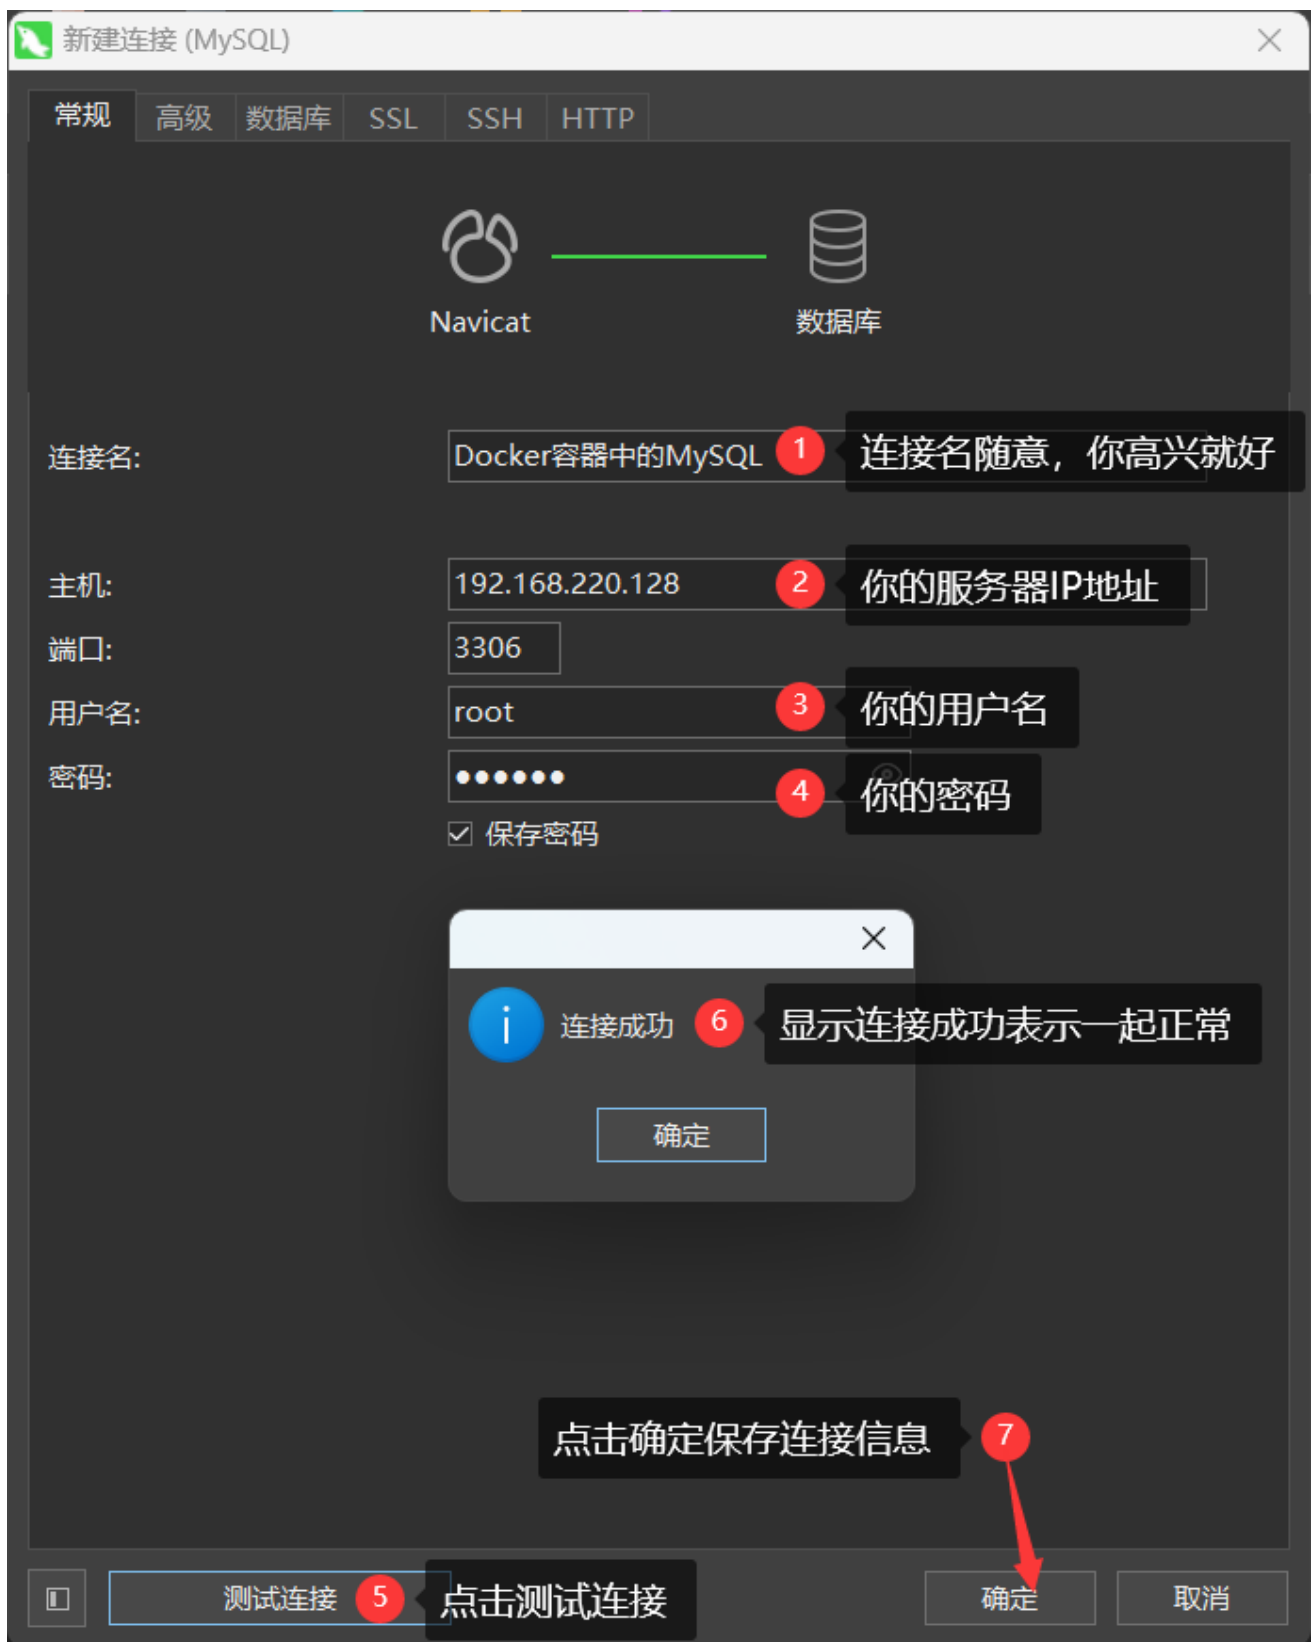 新建连接 (MySQL)
常规 高级 数据库 SSL SSH HTTP
Navicat 数据库
连接名: Docker容器中的MySQL 1 连接名随意，你高兴就好
主机: 192.168.220.128 2 你的服务器IP地址
端口: 3306
用户名: root 3 你的用户名
密码: ●●●●●● 4 你的密码
保存密码
连接成功 6 显示连接成功表示一起正常
确定
点击确定保存连接信息 7
测试连接 5 点击测试连接 确定 取消